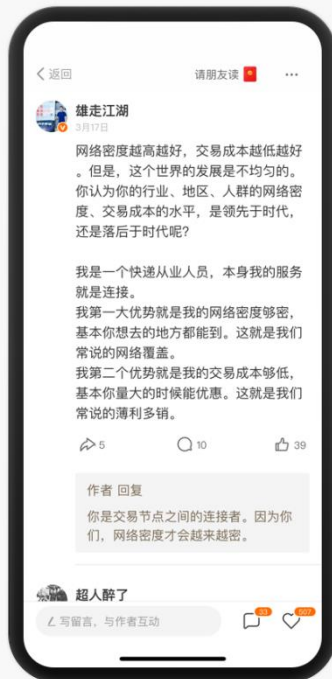 返回
请朋友读
雄走江湖
3月17日
网络密度越高越好，交易成本越低越好
。但是，这个世界的发展是不均匀的。
你认为你的行业、地区、人群的网络密
度、交易成本的水平，是领先于时代，
还是落后于时代呢？
我是一个快递从业人员，本身我的服务
就是连接。
我第一大优势就是我的网络密度够密，
基本你想去的地方都能到。这就是我们
常说的网络覆盖。
我第二个优势就是我的交易成本够低，
基本你量大的时候能优惠。这就是我们
常说的薄利多销。
5
10
39
作者 回复
你是交易节点之间的连接者。因为你
们，网络密度才会越来越密。
超人醉了
写留言，与作者互动
33
507